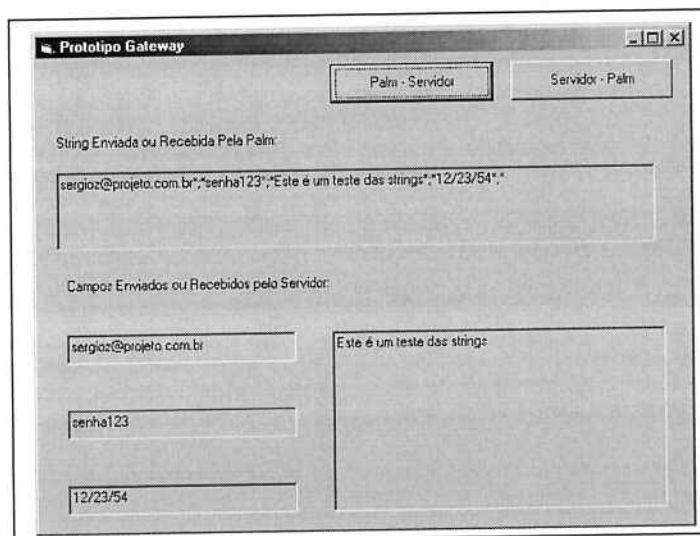 Prototipo Gateway
Palm - Servidor
Servidor - Palm
String Enviada ou Recebida Pela Palm:
sergioz@projeto.com.br";"senha123";"Este é um teste das strings";"12/23/54";"
Campos Enviados ou Recebidos pelo Servidor:
sergioz@projeto.com.br
Este é um teste das strings
senha123
12/23/54